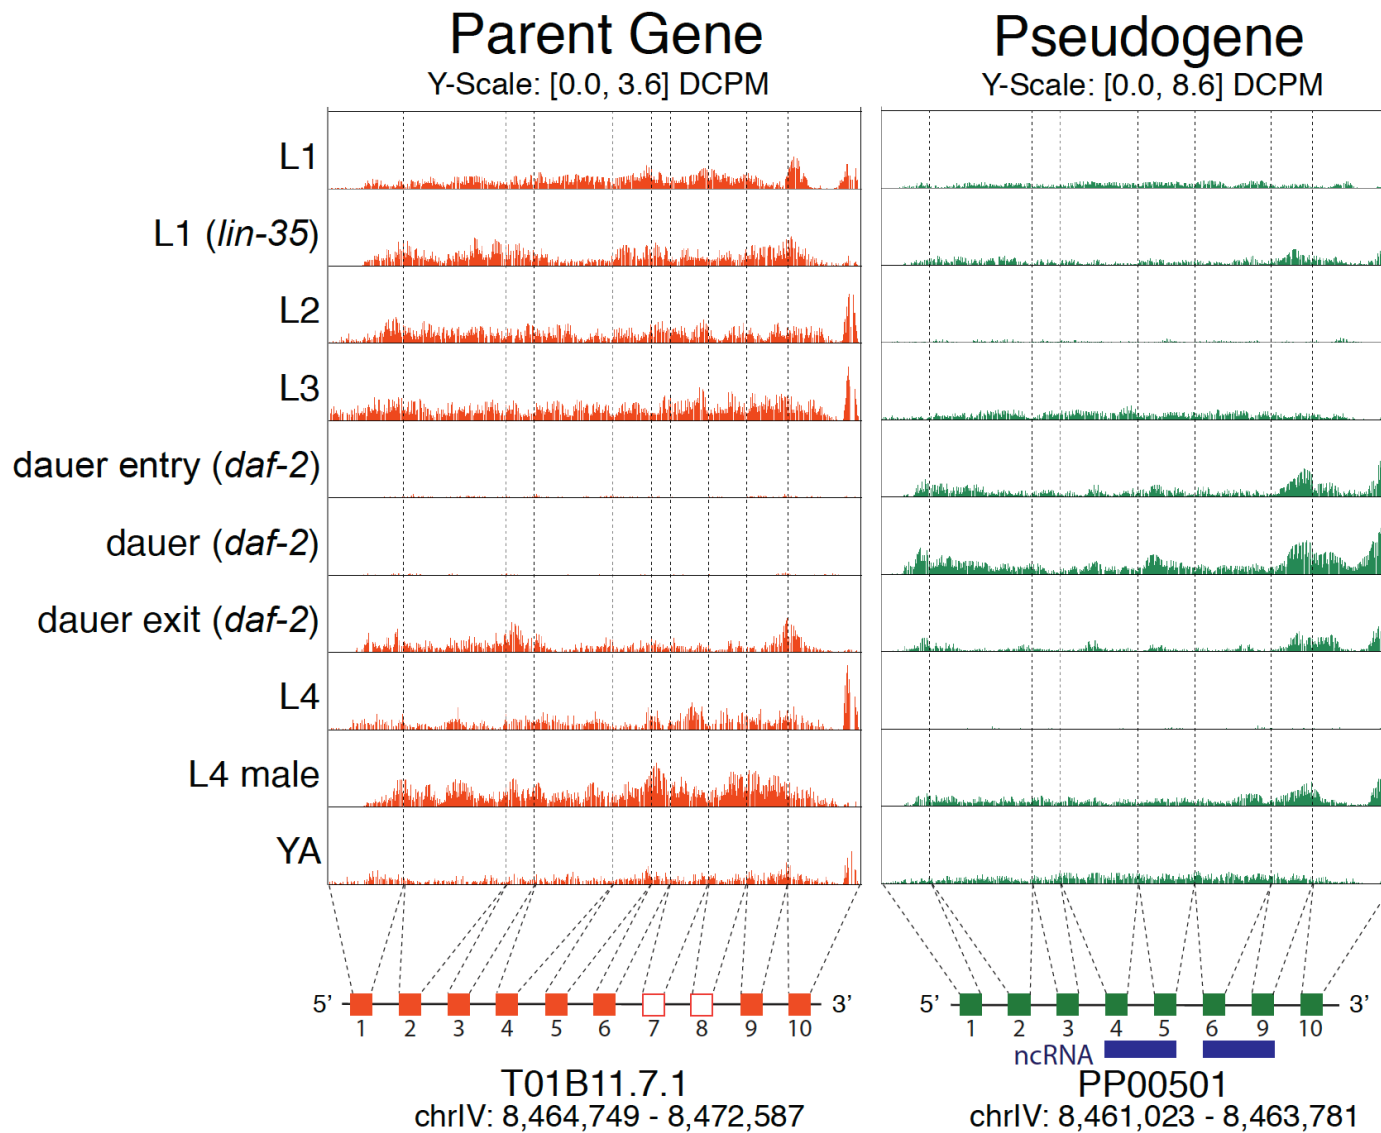 Parent Gene Pseudogene
Y-Scale: [0.0, 3.6] DCPM Y-Scale: [0.0, 8.6] DCPM
L1
L1 (lin-35)
L2
L3
dauer entry (daf-2)
dauer (daf-2)
dauer exit (daf-2)
L4
L4 male
YA
5’ 3’ 5’ 3’
1 2 3 4 5 6 7 8 9 10 1 2 3 4 5 6 9 10
ncRNA
T01B11.7.1 PP00501
chrIV: 8,464,749 - 8,472,587 chrIV: 8,461,023 - 8,463,781